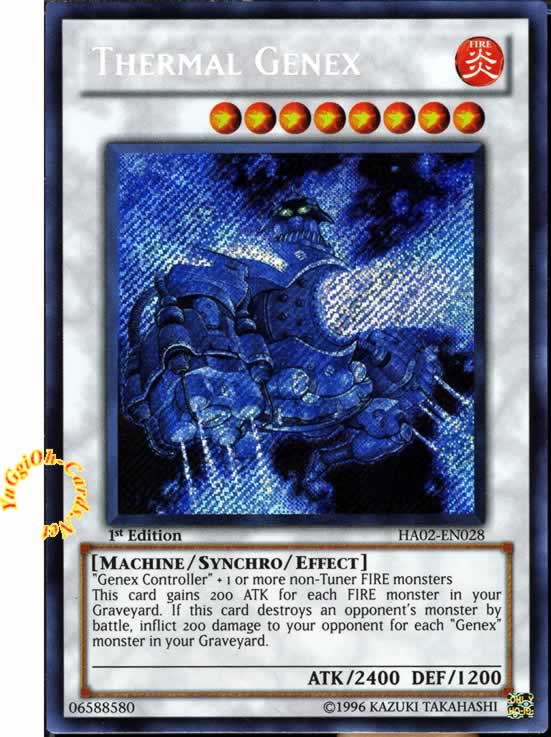 THERMAL GENEX
FIRE
炎
YuGgiOh-Cards.Net
1st Edition
HA02-EN028
[MACHINE/SYNCHRO/EFFECT]
"Genex Controller" + 1 or more non-Tuner FIRE monsters
This card gains 200 ATK for each FIRE monster in your
Graveyard. If this card destroys an opponent's monster by
battle, inflict 200 damage to your opponent for each "Genex"
monster in your Graveyard.
ATK/2400 DEF/1200
06588580
©1996 KAZUKI TAKAHASHI